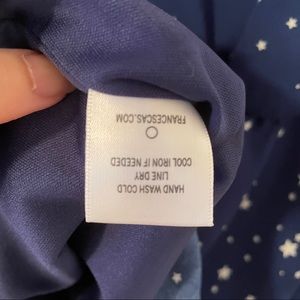 HAND WASH COLD
LINE DRY
COOL IRON IF NEEDED
FRANCESCAS.COM